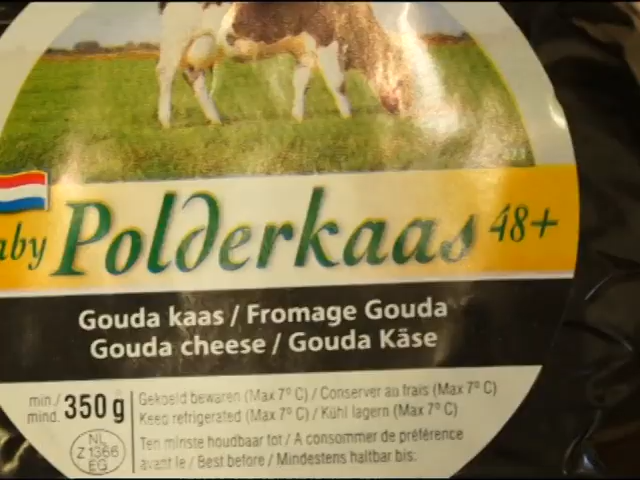 Polderkaas 48+
Gouda kaas / Fromage Gouda
Gouda cheese / Gouda Käse
min./
mind. 350 g
Gekoeld bewaren (Max 7° C) / Conserver au frais (Max 7° C)
Keep refrigerated (Max 7° C) / Kühl lagern (Max 7° C)
Ten minste houdbaar tot / A consommer de préférence
avant le / Best before / Mindestens haltbar bis:
NL
Z 1366
EG